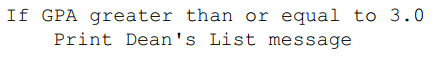 If GPA greater than or equal to 3.0
Print Dean's List message